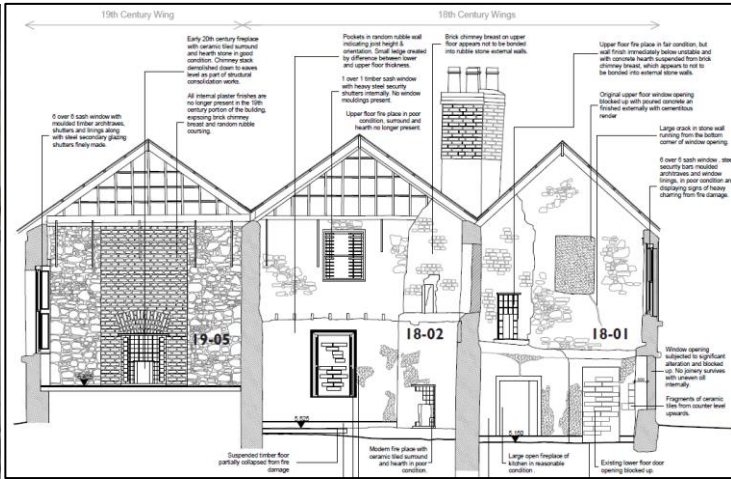 19th Century Wing
18th Century Wings
Early 20th century fireplace
with ceramic tiled surround
and hearth stone in good
condition. Chimney stack
demolished down to eaves
level as part of structural
consolidation works.
All internal plaster finishes are
no longer present in the 19th
century portion of the building,
exposing brick chimney
breast and random rubble
coursing.
6 over 6 sash window with
moulded timber architraves,
shutters and linings along
with steel secondary glazing
shutters finely made.
Pockets in random rubble wall
indicating joist height &
orientation. Small ledge created
by difference between lower
and upper floor thickness.
1 over 1 timber sash window
with heavy steel security
shutters internally. No window
mouldings present.
Upper floor fire place in poor
condition, surround and
hearth no longer present.
Brick chimney breast on upper
floor appears not to be bonded
into rubble stone external walls.
Upper floor fire place in fair condition, but
wall finish immediately below unstable and
with concrete hearth suspended from brick
chimney breast, which appears to not to
be bonded into external stone walls.
Original upper floor window opening
blocked up with poured concrete an
finished externally with cementitous
render
Large crack in stone wall
running from the bottom
corner of window opening.
6 over 6 sash window , stee
security bars moulded
architraves and window
linings, in poor condition an
displaying signs of heavy
charring from fire damage.
19-05
18-02
18-01
Window opening
subjected to significant
alteration and blocked
up. No joinery survives
with uneven cill
internally.
Fragments of ceramic
tiles from counter level
upwards.
Suspended timber floor
partially collapsed from fire
damage
Modern fire place with
ceramic tiled surround
and hearth in poor
condition.
Large open fireplace of
kitchen in reasonable
condition .
Existing lower floor door
opening blocked up.